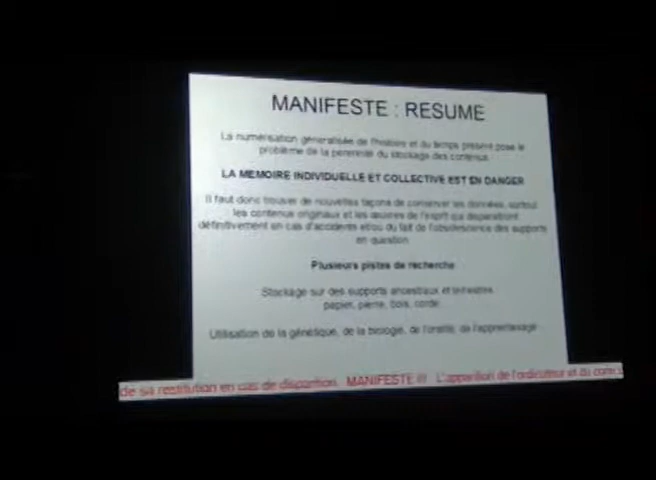 MANIFESTE : RESUME
La numérisation généralisée de l'histoire et du temps présent pose le
problème de la pérennité du stockage des contenus
LA MEMOIRE INDIVIDUELLE ET COLLECTIVE EST EN DANGER
Il faut donc trouver de nouvelles façons de conserver les données, surtout
les contenus originaux et les œuvres de l'esprit qui disparaitront
définitivement en cas d'accidents et/ou du fait de l'obsolescence des supports
en question
Plusieurs pistes de recherche
Stockage sur des supports ancestraux et
papier, pierre, bois, corde
Utilisation de la génétique, de la biologie, de l'oralité, de l'apprentissage
de sa restitution en cas de disparition. MANIFESTE /// L'apparition de l'ordinateur et du